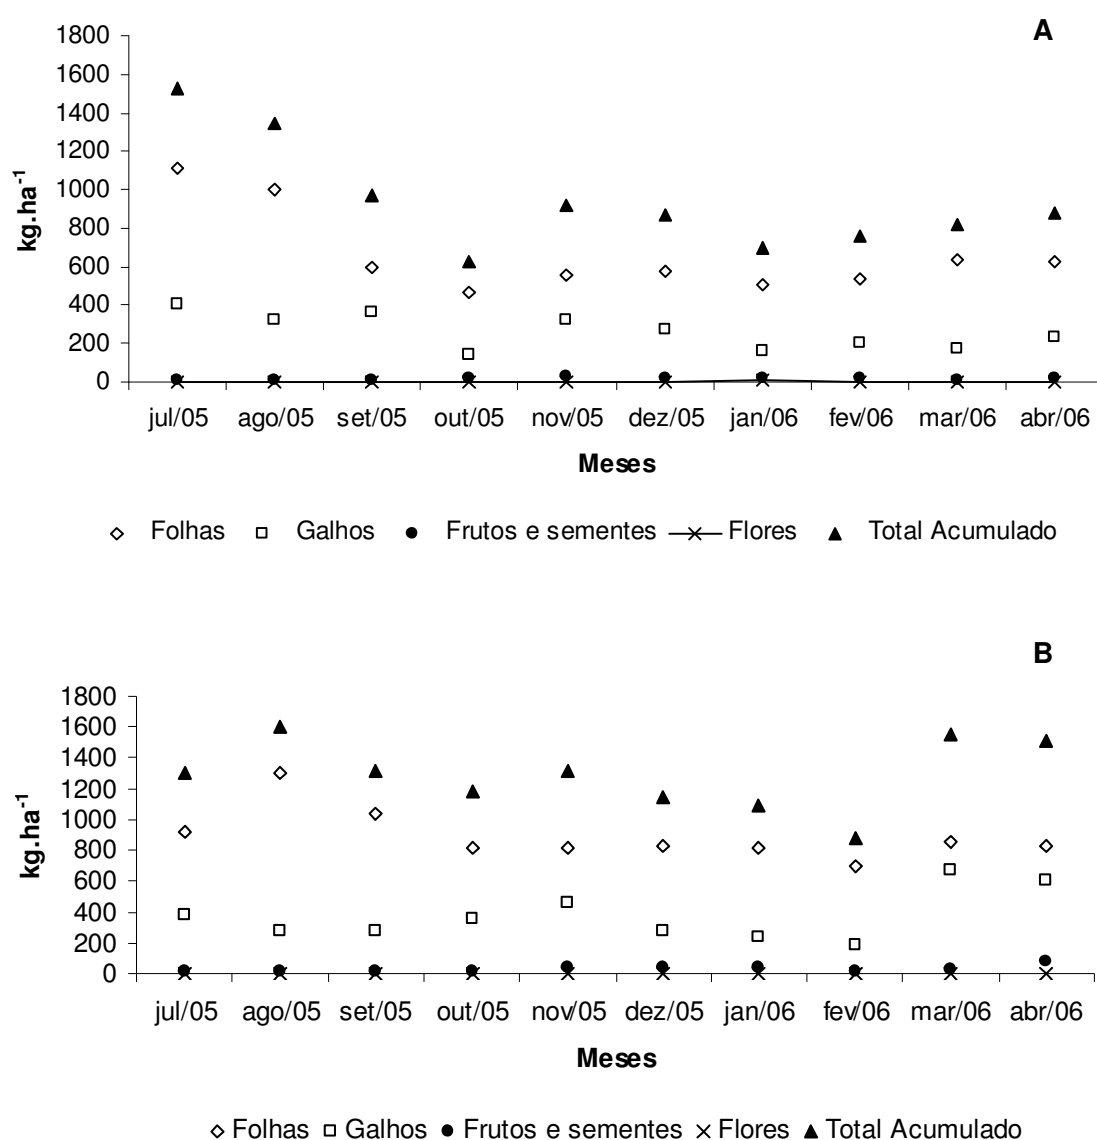 A
1800
1600
1400
1200
1000
800
600
400
200
0
kg.ha⁻¹
jul/05 ago/05 set/05 out/05 nov/05 dez/05 jan/06 fev/06 mar/06 abr/06
Meses
Folhas Galhos Frutos e sementes Flores Total Acumulado
B
1800
1600
1400
1200
1000
800
600
400
200
0
kg.ha⁻¹
jul/05 ago/05 set/05 out/05 nov/05 dez/05 jan/06 fev/06 mar/06 abr/06
Meses
Folhas Galhos Frutos e sementes Flores Total Acumulado